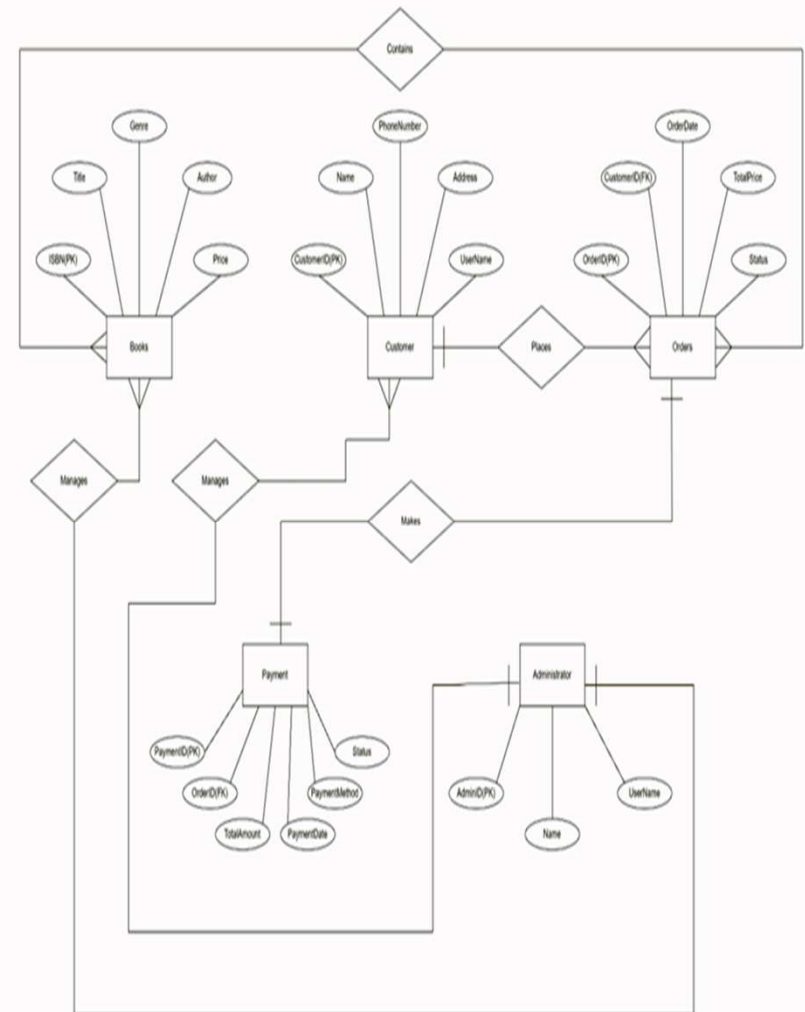 Contains
Genre
PhoneNumber
OrderDate
Title
Author
Name
Address
CustomerID(FK)
TotalPrice
ISBN(PK)
Price
CustomerID(PK)
UserName
OrderID(PK)
Status
Books
Customer
Places
Orders
Manages
Manages
Makes
Payment
Administrator
PaymentID(PK)
Status
OrderID(FK)
PaymentMethod
AdminID(PK)
UserName
TotalAmount
PaymentDate
Name